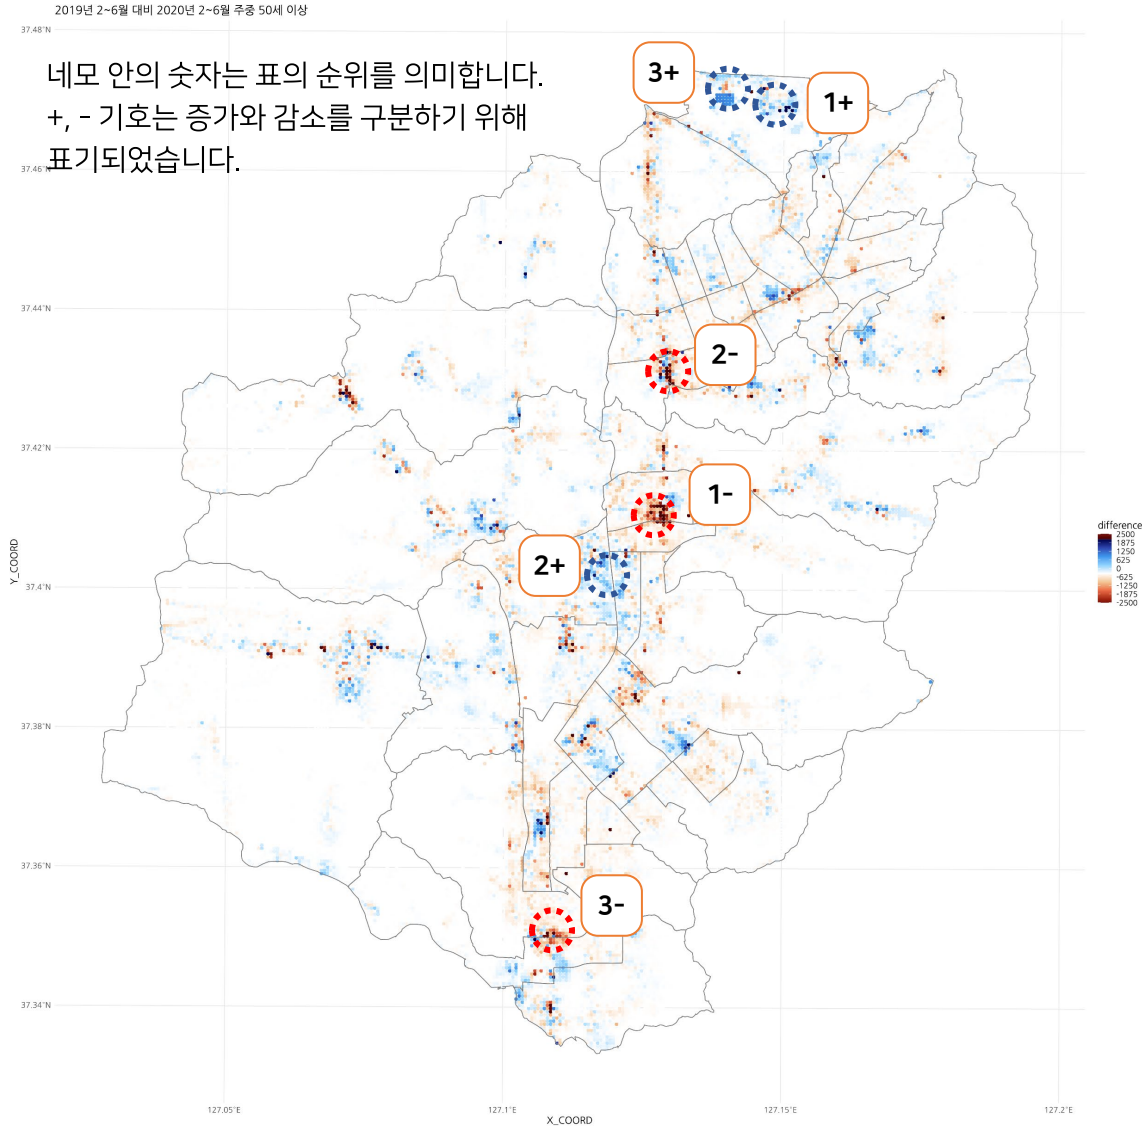 2019년 2~6월 대비 2020년 2~6월 주중 50세 이상
37.48°N
네모 안의 숫자는 표의 순위를 의미합니다.
+, - 기호는 증가와 감소를 구분하기 위해
표기되었습니다.
3+
1+
37.46°N
37.44°N
2-
37.42°N
1-
difference
2500
1875
1250
625
0
-625
-1250
-1875
-2500
2+
Y_COORD
37.4°N
37.38°N
37.36°N
3-
37.34°N
127.05°E
127.1°E
127.15°E
127.2°E
X_COORD